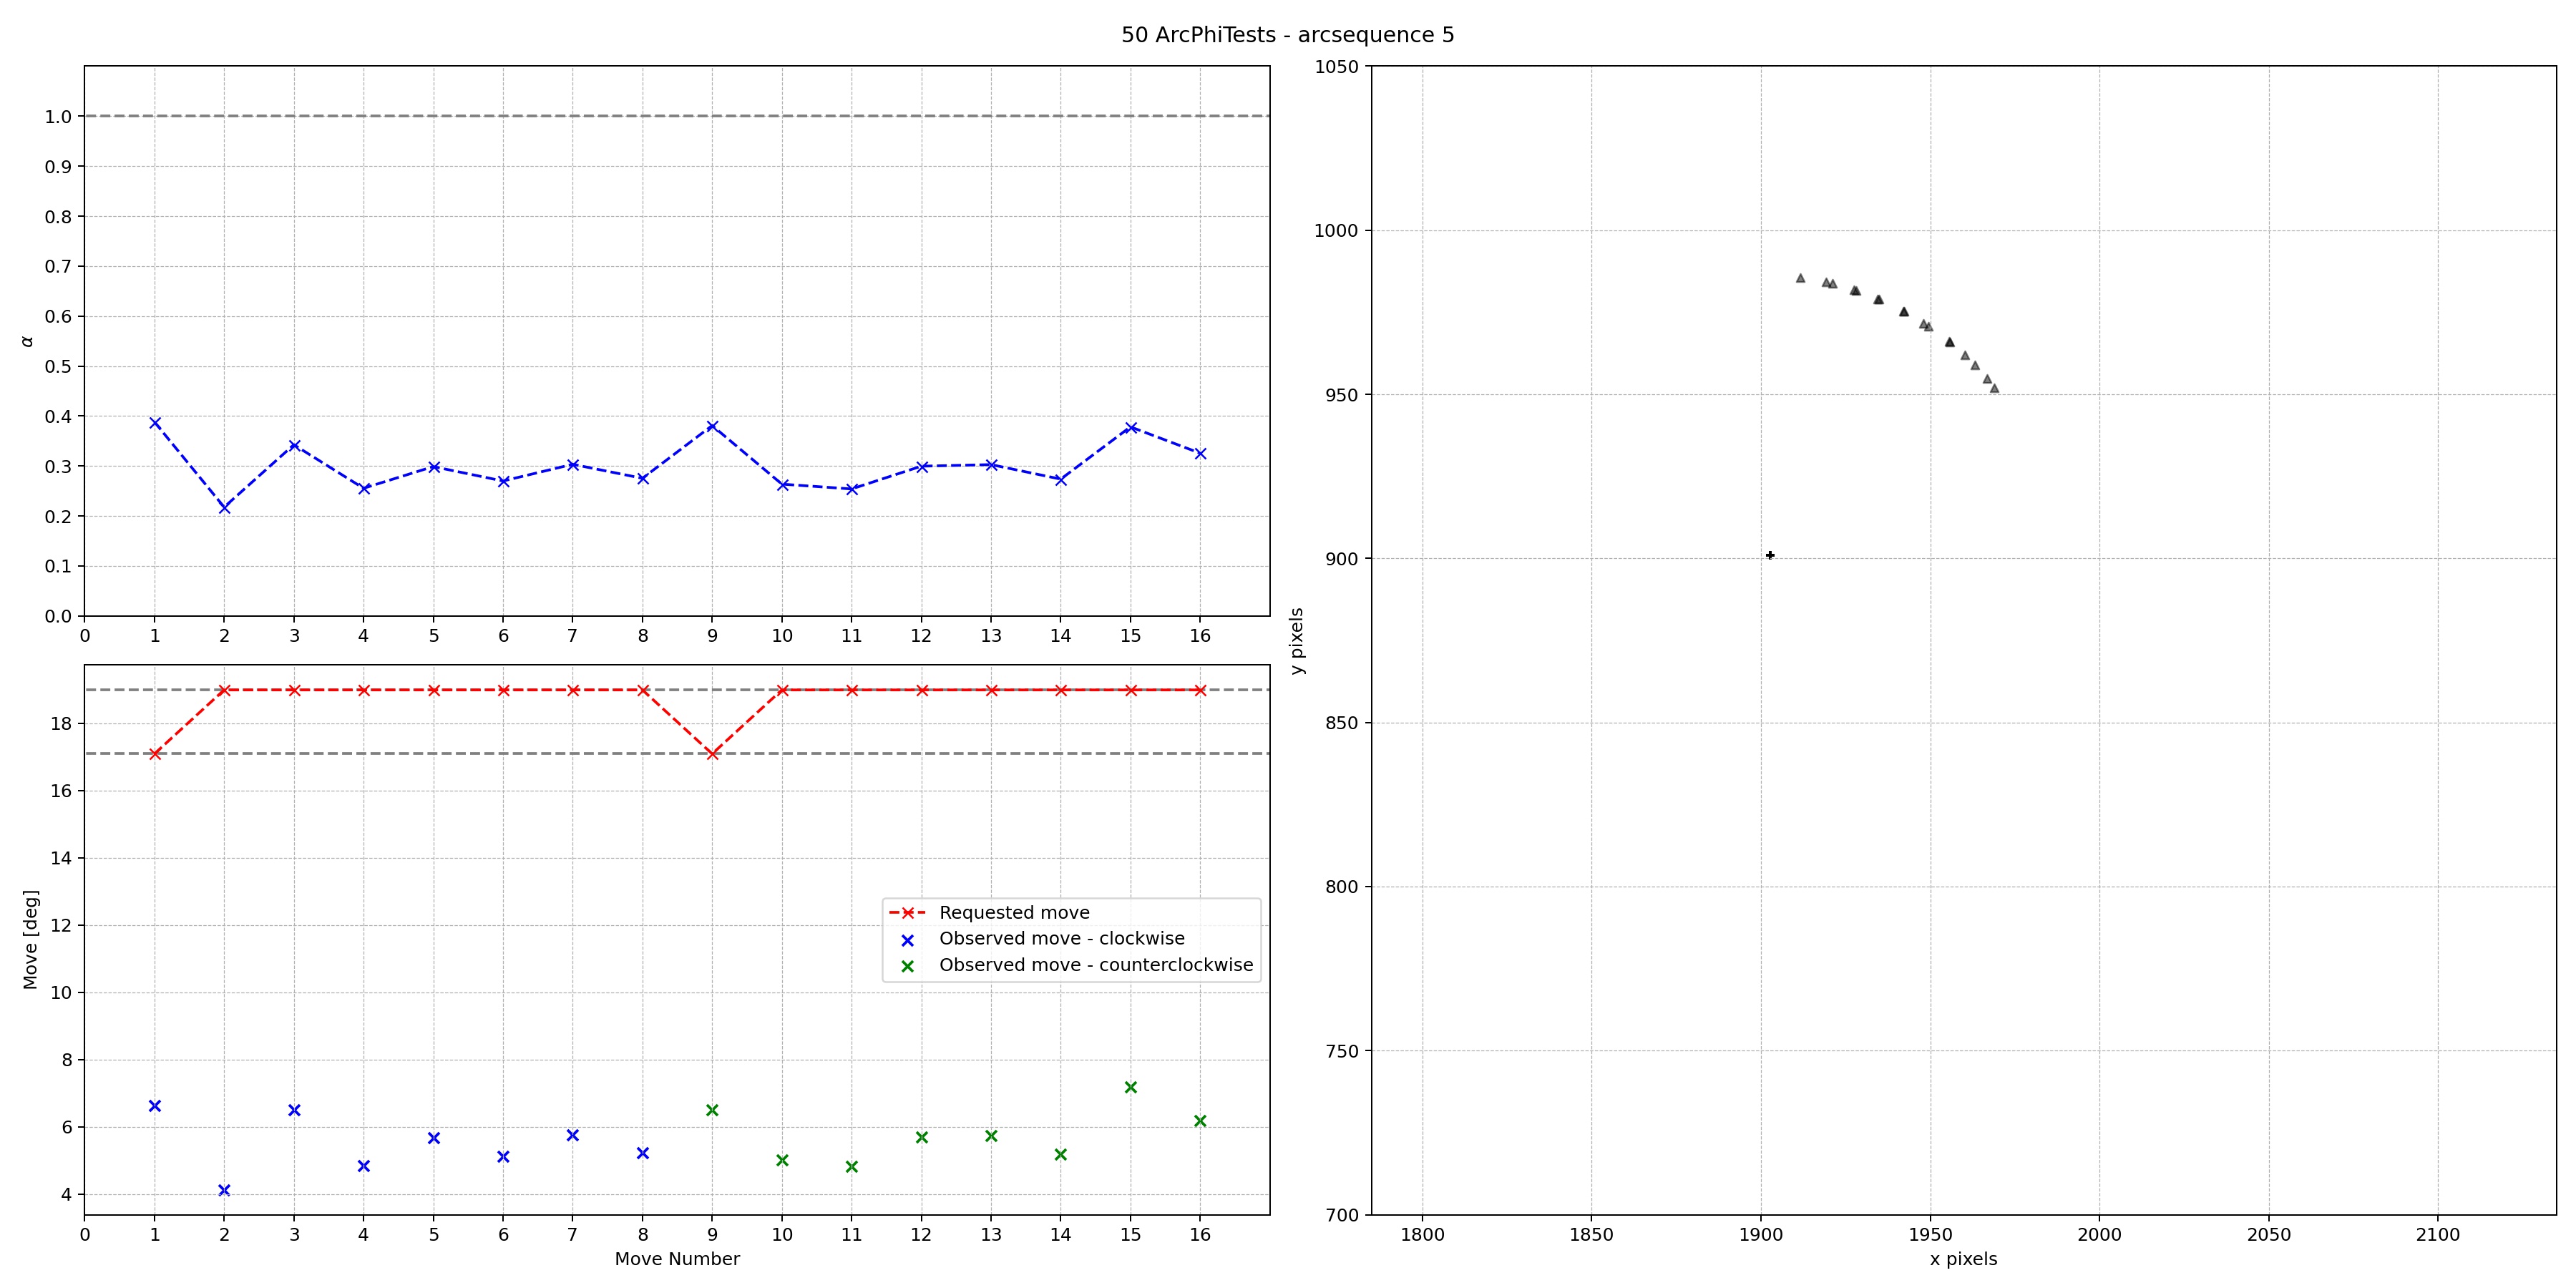 50 ArcPhiTests - arcsequence 5
1.0
0.9
0.8
0.7
0.6
0.5
0.4
0.3
0.2
0.1
0.0
α
0 1 2 3 4 5 6 7 8 9 10 11 12 13 14 15 16
18
16
14
12
10
8
6
4
Move [deg]
Requested move
Observed move - clockwise
Observed move - counterclockwise
0 1 2 3 4 5 6 7 8 9 10 11 12 13 14 15 16
Move Number
1050
1000
950
900
850
800
750
700
y pixels
1800 1850 1900 1950 2000 2050 2100
x pixels